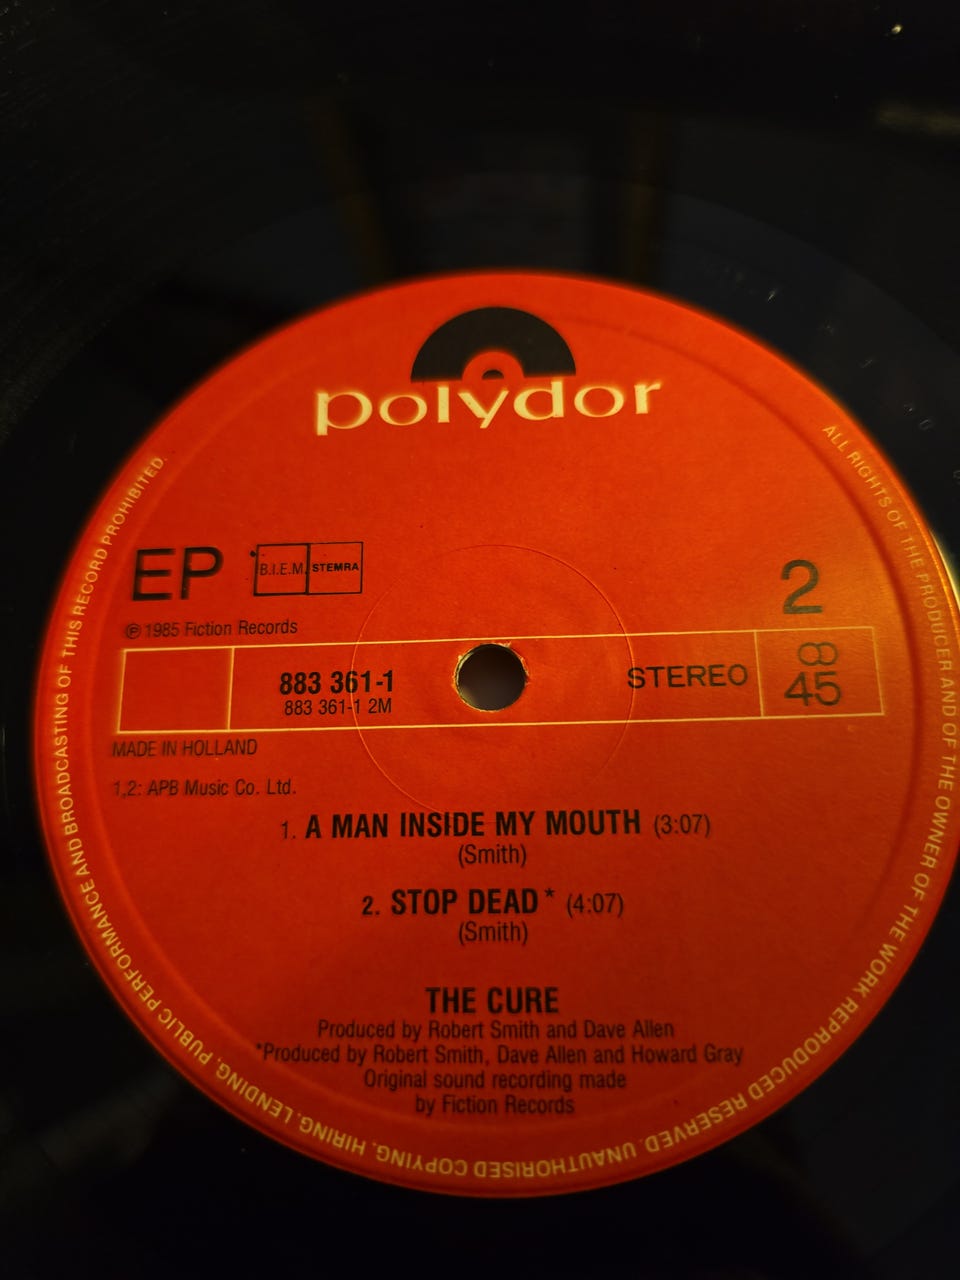 polydor
EP
B.I.E.M. STEMRA
2
℗ 1985 Fiction Records
883 361-1
883 361-1 2M
STEREO
∞
45
MADE IN HOLLAND
1,2: APB Music Co. Ltd.
1. A MAN INSIDE MY MOUTH (3:07)
(Smith)
2. STOP DEAD* (4:07)
(Smith)
THE CURE
Produced by Robert Smith and Dave Allen
*Produced by Robert Smith, Dave Allen and Howard Gray
Original sound recording made
by Fiction Records
ALL RIGHTS OF THE PRODUCER AND OF THE OWNER OF THE WORK REPRODUCED RESERVED. UNAUTHORISED COPYING, HIRING, LENDING, PUBLIC PERFORMANCE AND BROADCASTING OF THIS RECORD PROHIBITED.